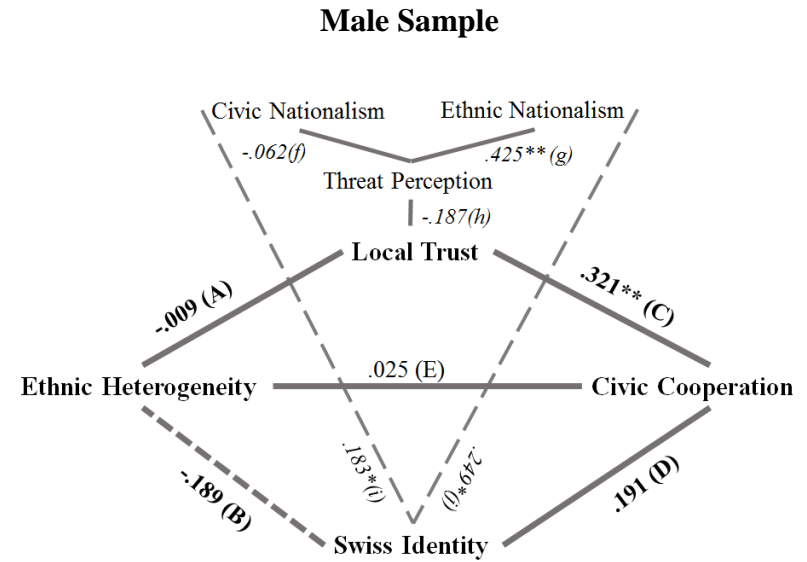 Male Sample
Civic Nationalism
Ethnic Nationalism
-.062(f)
.425**(g)
Threat Perception
-.187(h)
Local Trust
-.009 (A)
.321** (C)
.025 (E)
Ethnic Heterogeneity
Civic Cooperation
.183*(i)
.249*(j)
-.189 (B)
.191 (D)
Swiss Identity